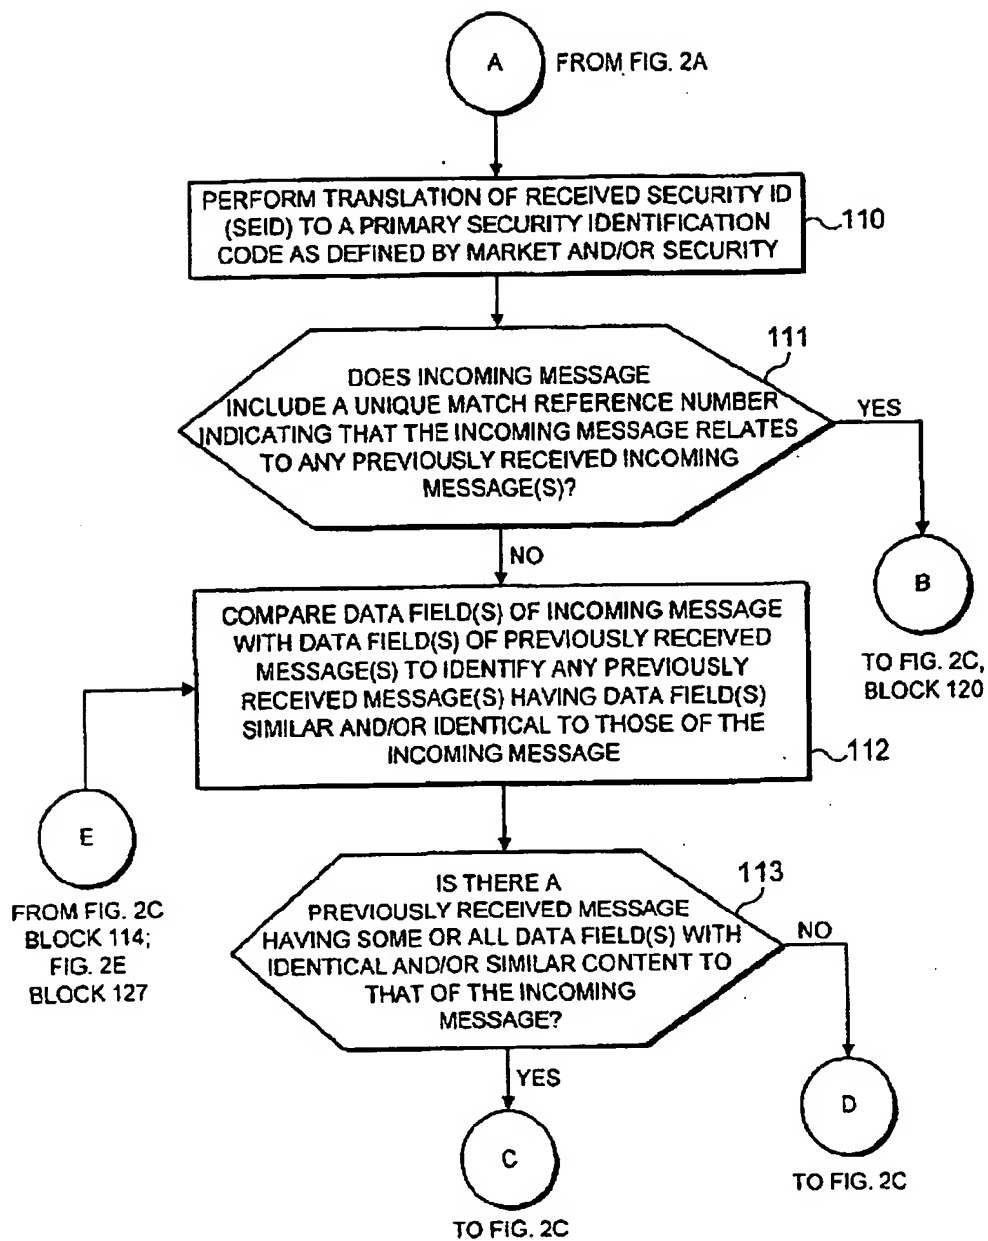 A
FROM FIG. 2A
PERFORM TRANSLATION OF RECEIVED SECURITY ID
(SEID) TO A PRIMARY SECURITY IDENTIFICATION
CODE AS DEFINED BY MARKET AND/OR SECURITY
110
111
DOES INCOMING MESSAGE
INCLUDE A UNIQUE MATCH REFERENCE NUMBER
INDICATING THAT THE INCOMING MESSAGE RELATES
TO ANY PREVIOUSLY RECEIVED INCOMING
MESSAGE(S)?
YES
NO
B
TO FIG. 2C,
BLOCK 120
COMPARE DATA FIELD(S) OF INCOMING MESSAGE
WITH DATA FIELD(S) OF PREVIOUSLY RECEIVED
MESSAGE(S) TO IDENTIFY ANY PREVIOUSLY
RECEIVED MESSAGE(S) HAVING DATA FIELD(S)
SIMILAR AND/OR IDENTICAL TO THOSE OF THE
INCOMING MESSAGE
112
E
FROM FIG. 2C
BLOCK 114;
FIG. 2E
BLOCK 127
113
IS THERE A
PREVIOUSLY RECEIVED MESSAGE
HAVING SOME OR ALL DATA FIELD(S) WITH
IDENTICAL AND/OR SIMILAR CONTENT TO
THAT OF THE INCOMING
MESSAGE?
NO
YES
D
TO FIG. 2C
C
TO FIG. 2C